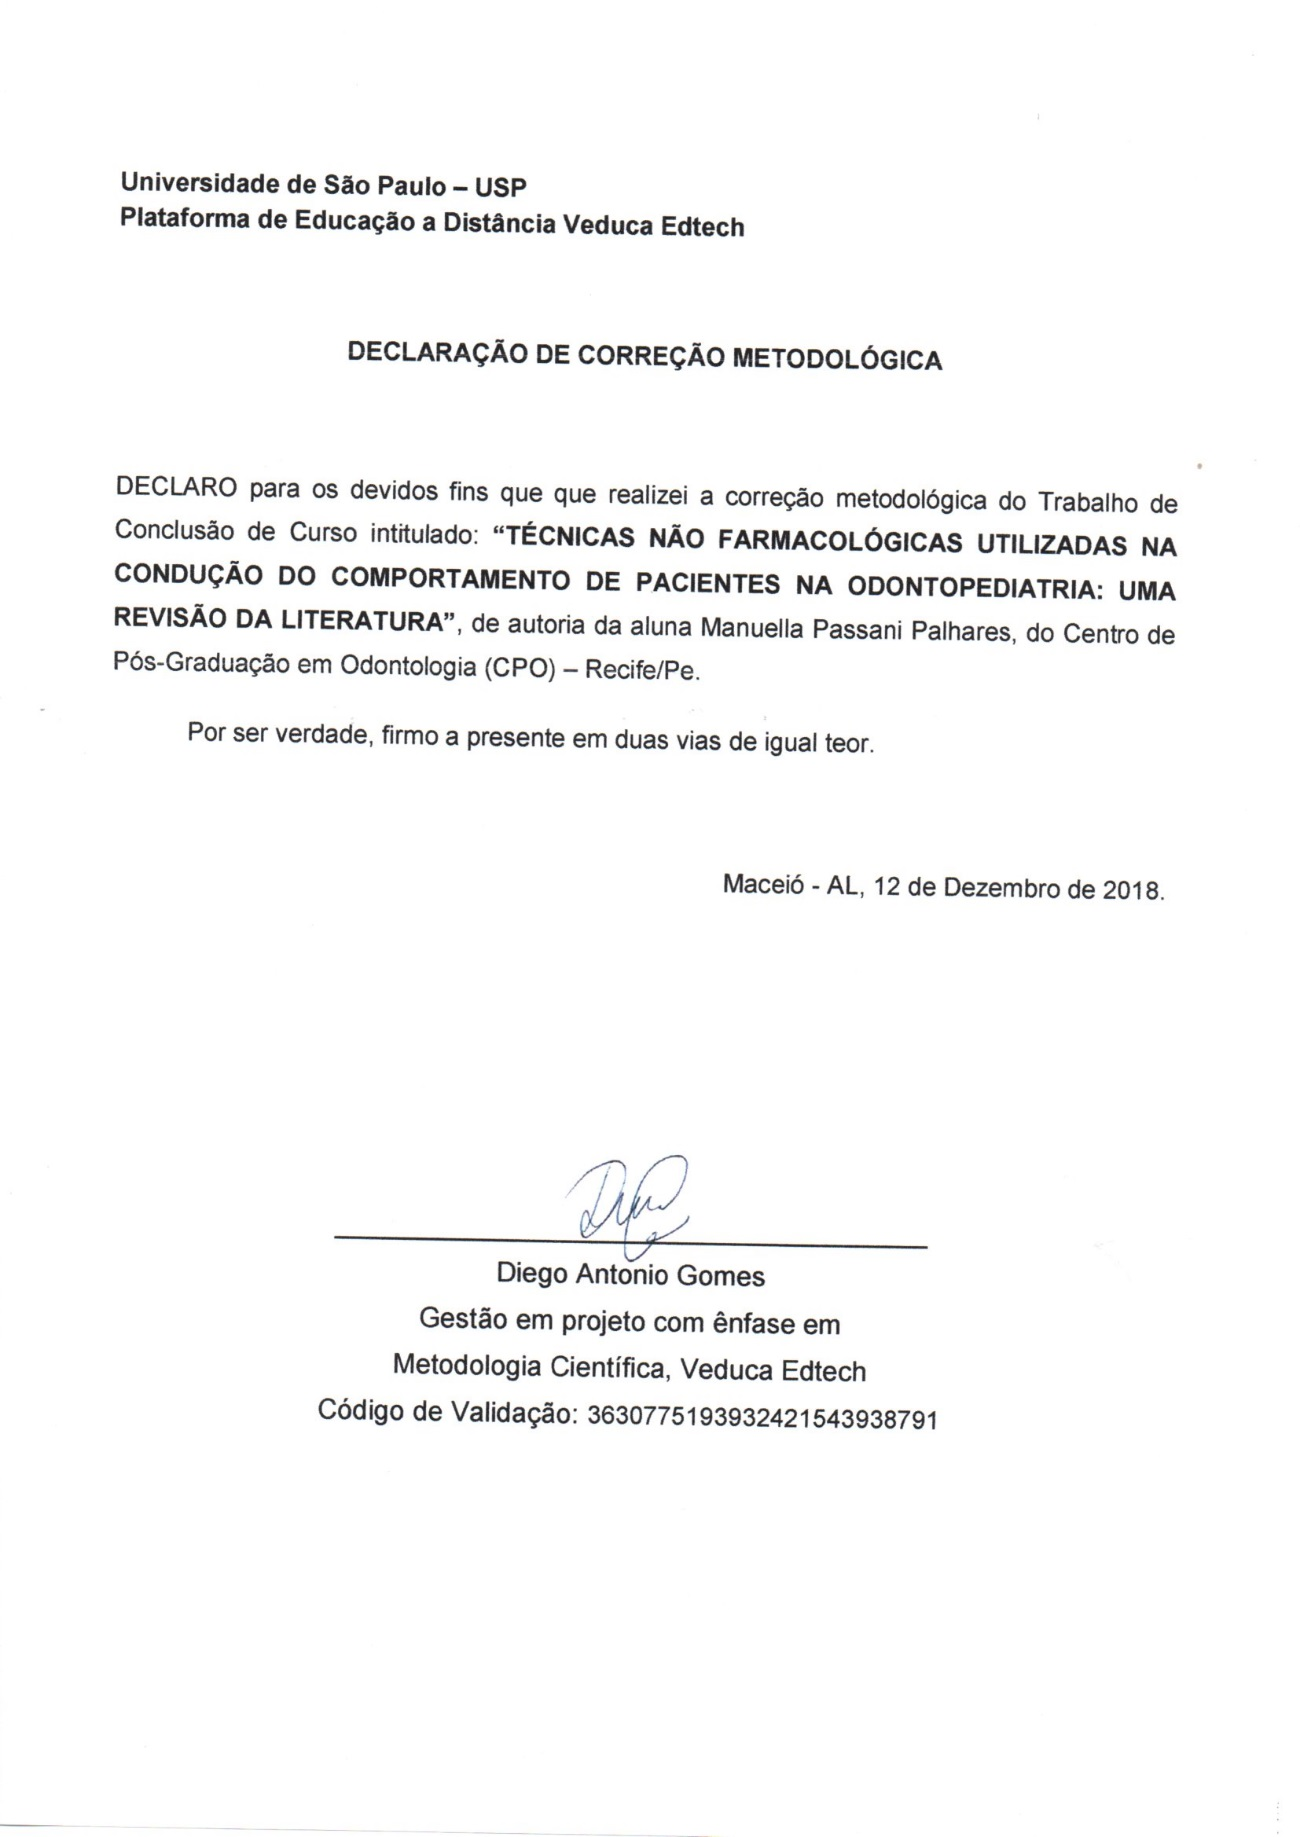 Universidade de São Paulo – USP
Plataforma de Educação a Distância Veduca Edtech
DECLARAÇÃO DE CORREÇÃO METODOLÓGICA
DECLARO para os devidos fins que que realizei a correção metodológica do Trabalho de
Conclusão de Curso intitulado: “TÉCNICAS NÃO FARMACOLÓGICAS UTILIZADAS NA
CONDUÇÃO DO COMPORTAMENTO DE PACIENTES NA ODONTOPEDIATRIA: UMA
REVISÃO DA LITERATURA”, de autoria da aluna Manuella Passani Palhares, do Centro de
Pós-Graduação em Odontologia (CPO) – Recife/Pe.
Por ser verdade, firmo a presente em duas vias de igual teor.
Maceió - AL, 12 de Dezembro de 2018.
Diego Antonio Gomes
Gestão em projeto com ênfase em
Metodologia Científica, Veduca Edtech
Código de Validação: 3630775193932421543938791